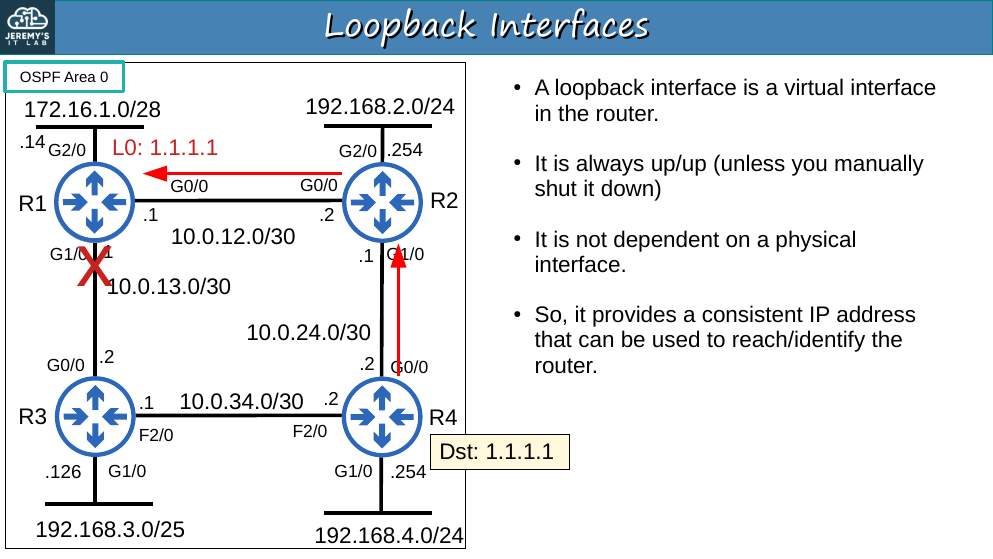 JEREMY'S
IT LAB
Loopback Interfaces
OSPF Area 0
172.16.1.0/28
192.168.2.0/24
.14
G2/0
L0: 1.1.1.1
G2/0
.254
G0/0
G0/0
R1
R2
.1
.2
10.0.12.0/30
G1/0
.1
X
.1
G1/0
10.0.13.0/30
10.0.24.0/30
.2
G0/0
.2
G0/0
R3
.1
10.0.34.0/30
.2
R4
F2/0
F2/0
Dst: 1.1.1.1
.126
G1/0
G1/0
.254
192.168.3.0/25
192.168.4.0/24
• A loopback interface is a virtual interface
in the router.
• It is always up/up (unless you manually
shut it down)
• It is not dependent on a physical
interface.
• So, it provides a consistent IP address
that can be used to reach/identify the
router.